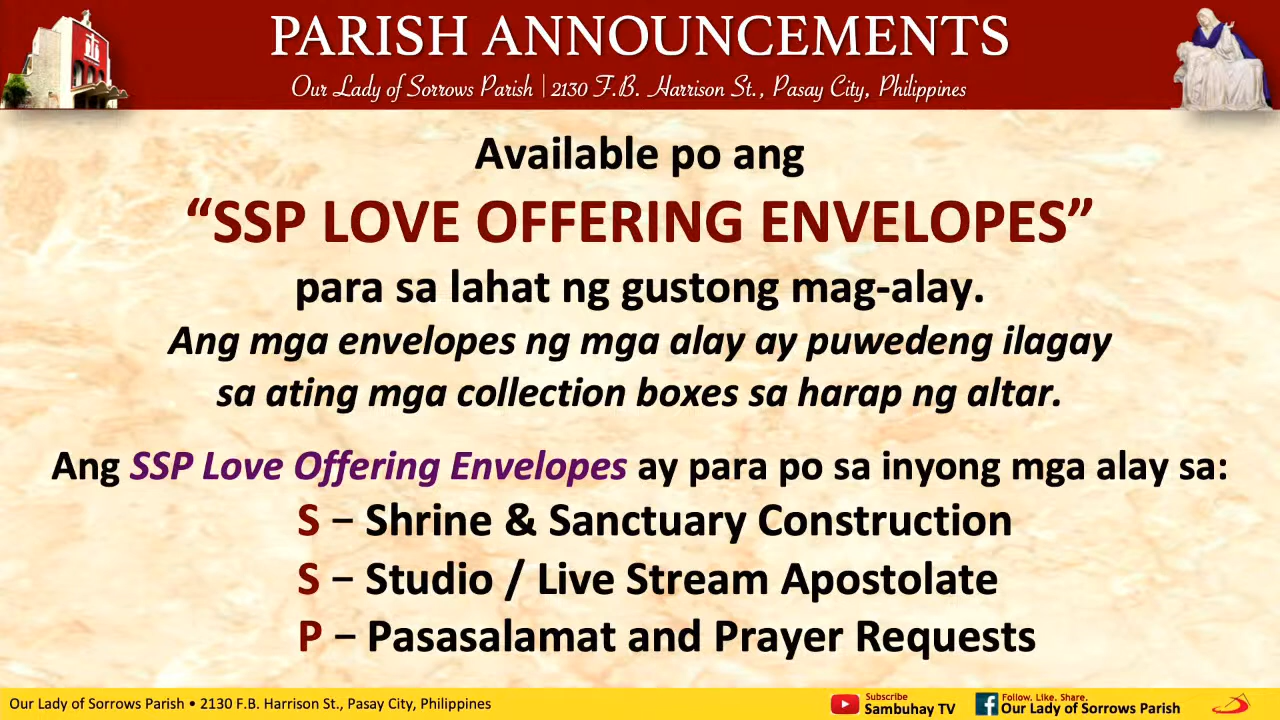 PARISH ANNOUNCEMENTS
Our Lady of Sorrows Parish | 2130 F.B. Harrison St., Pasay City, Philippines
Available po ang
“SSP LOVE OFFERING ENVELOPES”
para sa lahat ng gustong mag-alay.
Ang mga envelopes ng mga alay ay puwedeng ilagay
sa ating mga collection boxes sa harap ng altar.
Ang SSP Love Offering Envelopes ay para po sa inyong mga alay sa:
S – Shrine & Sanctuary Construction
S – Studio / Live Stream Apostolate
P – Pasasalamat and Prayer Requests
Our Lady of Sorrows Parish • 2130 F.B. Harrison St., Pasay City, Philippines
Subscribe
Sambuhay TV
Follow. Like. Share.
Our Lady of Sorrows Parish